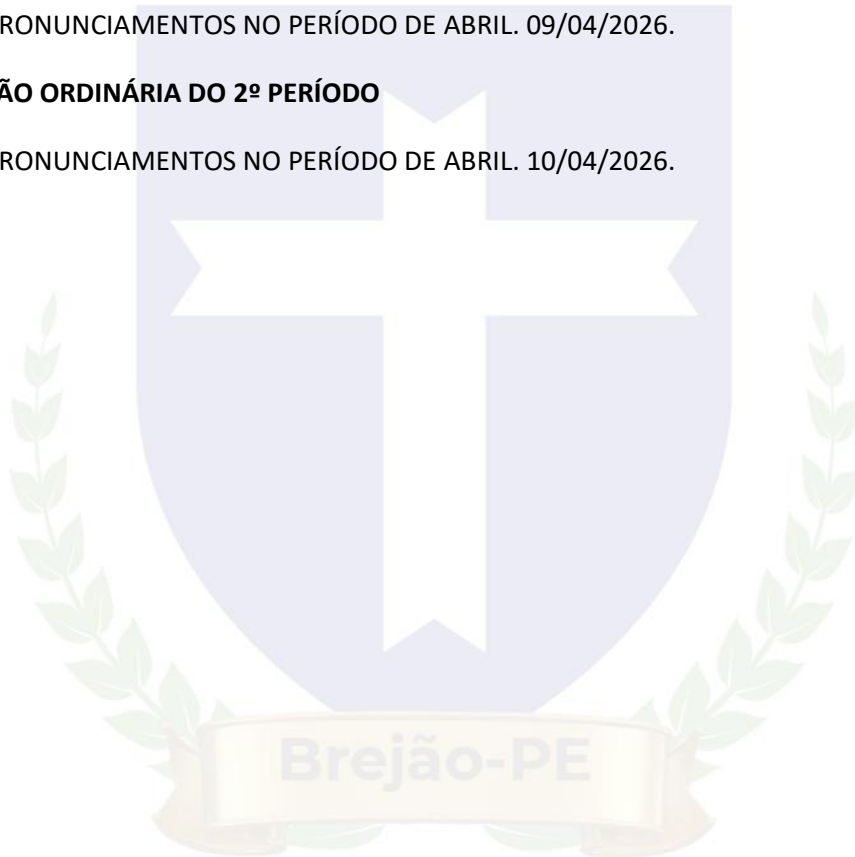 RONUNCIAMENTOS NO PERÍODO DE ABRIL. 09/04/2026.
ÃO ORDINÁRIA DO 2º PERÍODO
RONUNCIAMENTOS NO PERÍODO DE ABRIL. 10/04/2026.
Brejão-PE